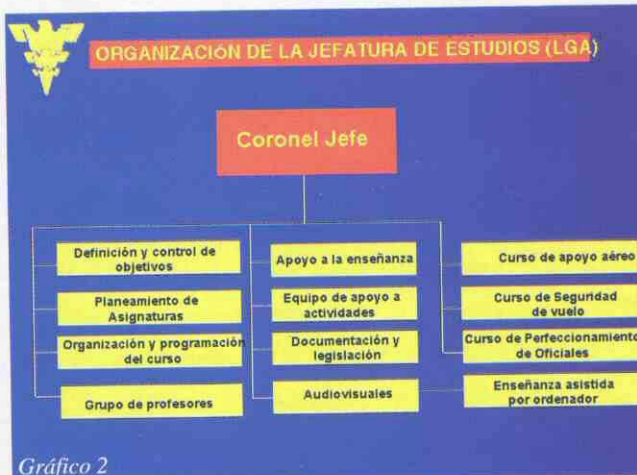 ORGANIZACIÓN DE LA JEFATURA DE ESTUDIOS (LGA)
Coronel Jefe
Definición y control de
objetivos
Planeamiento de
Asignaturas
Organización y programación
del curso
Grupo de profesores
Apoyo a la enseñanza
Equipo de apoyo a
actividades
Documentación y
legislación
Audiovisuales
Curso de apoyo aéreo
Curso de Seguridad
de vuelo
Curso de Perfeccionamiento
de Oficiales
Enseñanza asistida
por ordenador
Gráfico 2